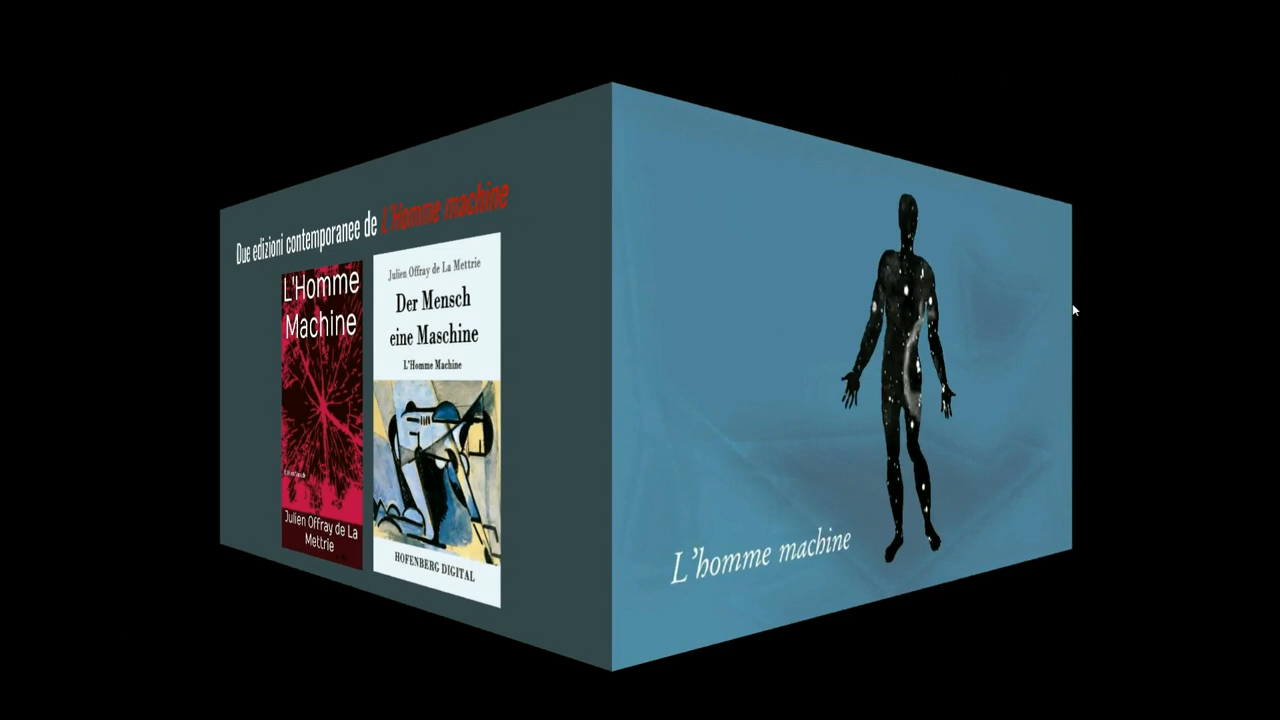 Due edizioni contemporanee de L'Homme machine
L'Homme
Machine
Julien Offray de La
Mettrie
Julien Offray de La Mettrie
Der Mensch
eine Maschine
L'Homme Machine
HOFENBERG DIGITAL
L'homme machine